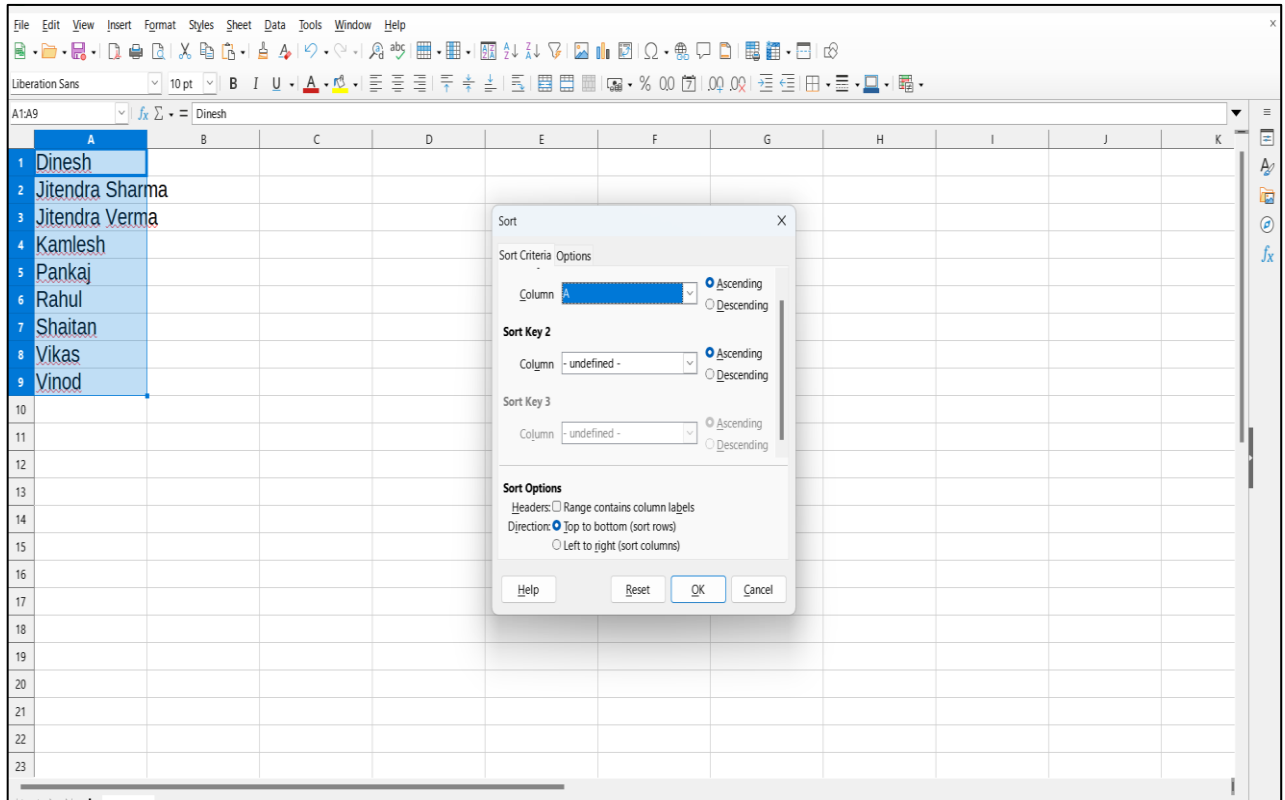 File Edit View Insert Format Styles Sheet Data Tools Window Help
Liberation Sans 10 pt B I U A % 0.0 .00 .00
A1:A9 fx Σ = Dinesh
A B C D E F G H I J K
1 Dinesh
2 Jitendra Sharma
3 Jitendra Verma
4 Kamlesh
5 Pankaj
6 Rahul
7 Shaitan
8 Vikas
9 Vinod
10
11
12
13
14
15
16
17
18
19
20
21
22
23
Sort X
Sort Criteria Options
Column A Ascending
Descending
Sort Key 2
Column - undefined - Ascending
Descending
Sort Key 3
Column - undefined - Ascending
Descending
Sort Options
Headers: Range contains column labels
Direction: Top to bottom (sort rows)
Left to right (sort columns)
Help Reset OK Cancel